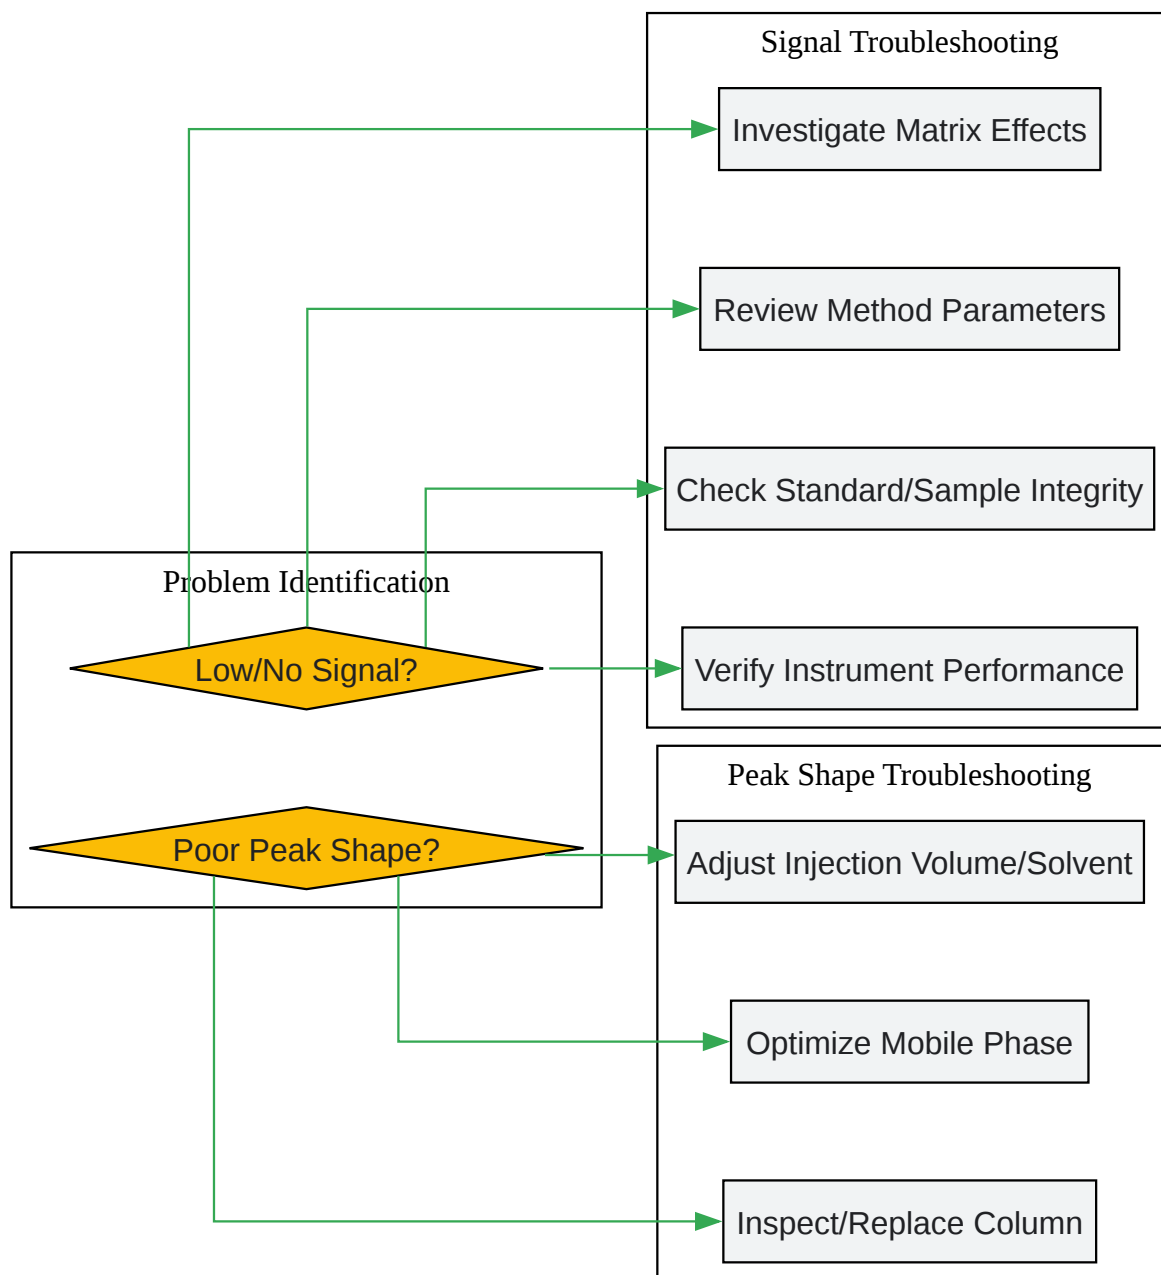 Signal Troubleshooting
Investigate Matrix Effects
Review Method Parameters
Check Standard/Sample Integrity
Verify Instrument Performance
Problem Identification
Low/No Signal?
Poor Peak Shape?
Peak Shape Troubleshooting
Adjust Injection Volume/Solvent
Optimize Mobile Phase
Inspect/Replace Column